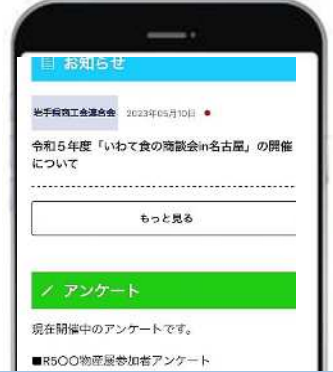 お知らせ
岩手県商工会連合会 2023年05月10日
令和5年度「いわて食の商談会in名古屋」の開催
について
もっと見る
アンケート
現在開催中のアンケートです。
■R5〇〇物産展参加者アンケート